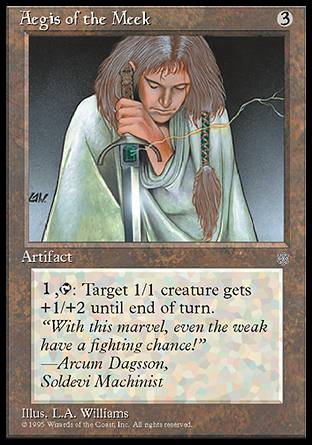 Aegis of the Meek 3
LAW.
Artifact
1, : Target 1/1 creature gets
+1/+2 until end of turn.
"With this marvel, even the weak
have a fighting chance!"
—Arcum Dagsson,
Soldevi Machinist
Illus. L.A. Williams
©1995 Wizards of the Coast, Inc. All rights reserved.